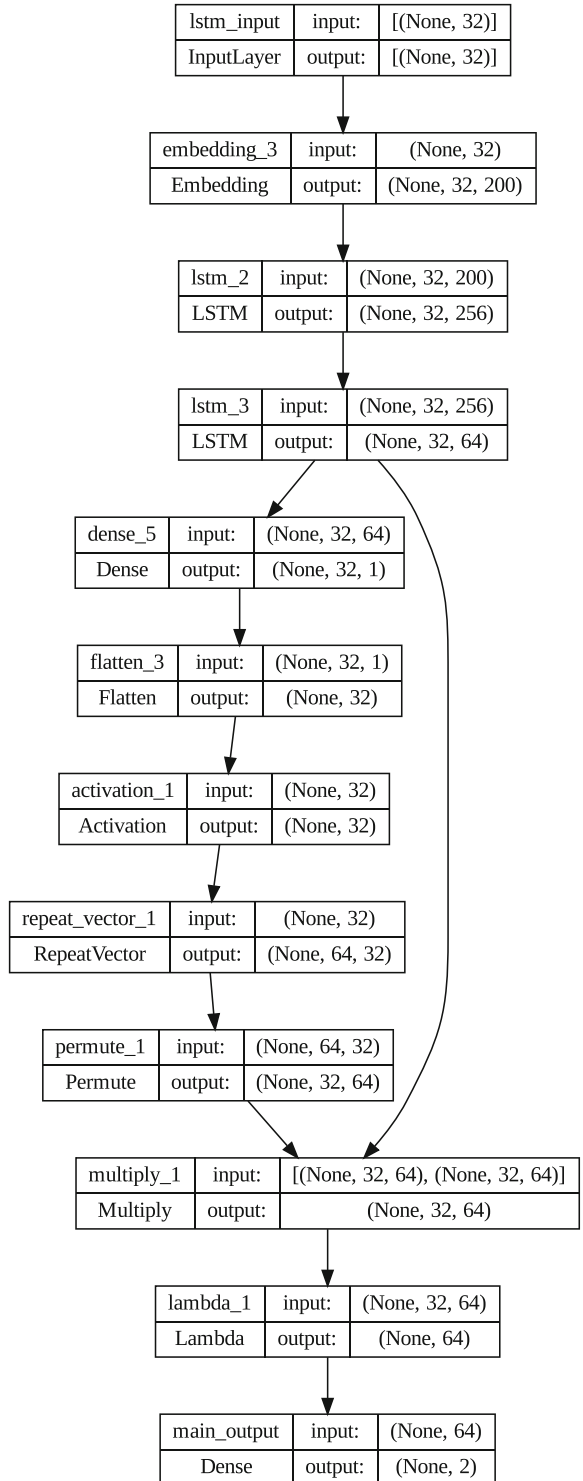 lstm_input input: [(None, 32)]
InputLayer output: [(None, 32)]
embedding_3 input: (None, 32)
Embedding output: (None, 32, 200)
lstm_2 input: (None, 32, 200)
LSTM output: (None, 32, 256)
lstm_3 input: (None, 32, 256)
LSTM output: (None, 32, 64)
dense_5 input: (None, 32, 64)
Dense output: (None, 32, 1)
flatten_3 input: (None, 32, 1)
Flatten output: (None, 32)
activation_1 input: (None, 32)
Activation output: (None, 32)
repeat_vector_1 input: (None, 32)
RepeatVector output: (None, 64, 32)
permute_1 input: (None, 64, 32)
Permute output: (None, 32, 64)
multiply_1 input: [(None, 32, 64), (None, 32, 64)]
Multiply output: (None, 32, 64)
lambda_1 input: (None, 32, 64)
Lambda output: (None, 64)
main_output input: (None, 64)
Dense output: (None, 2)